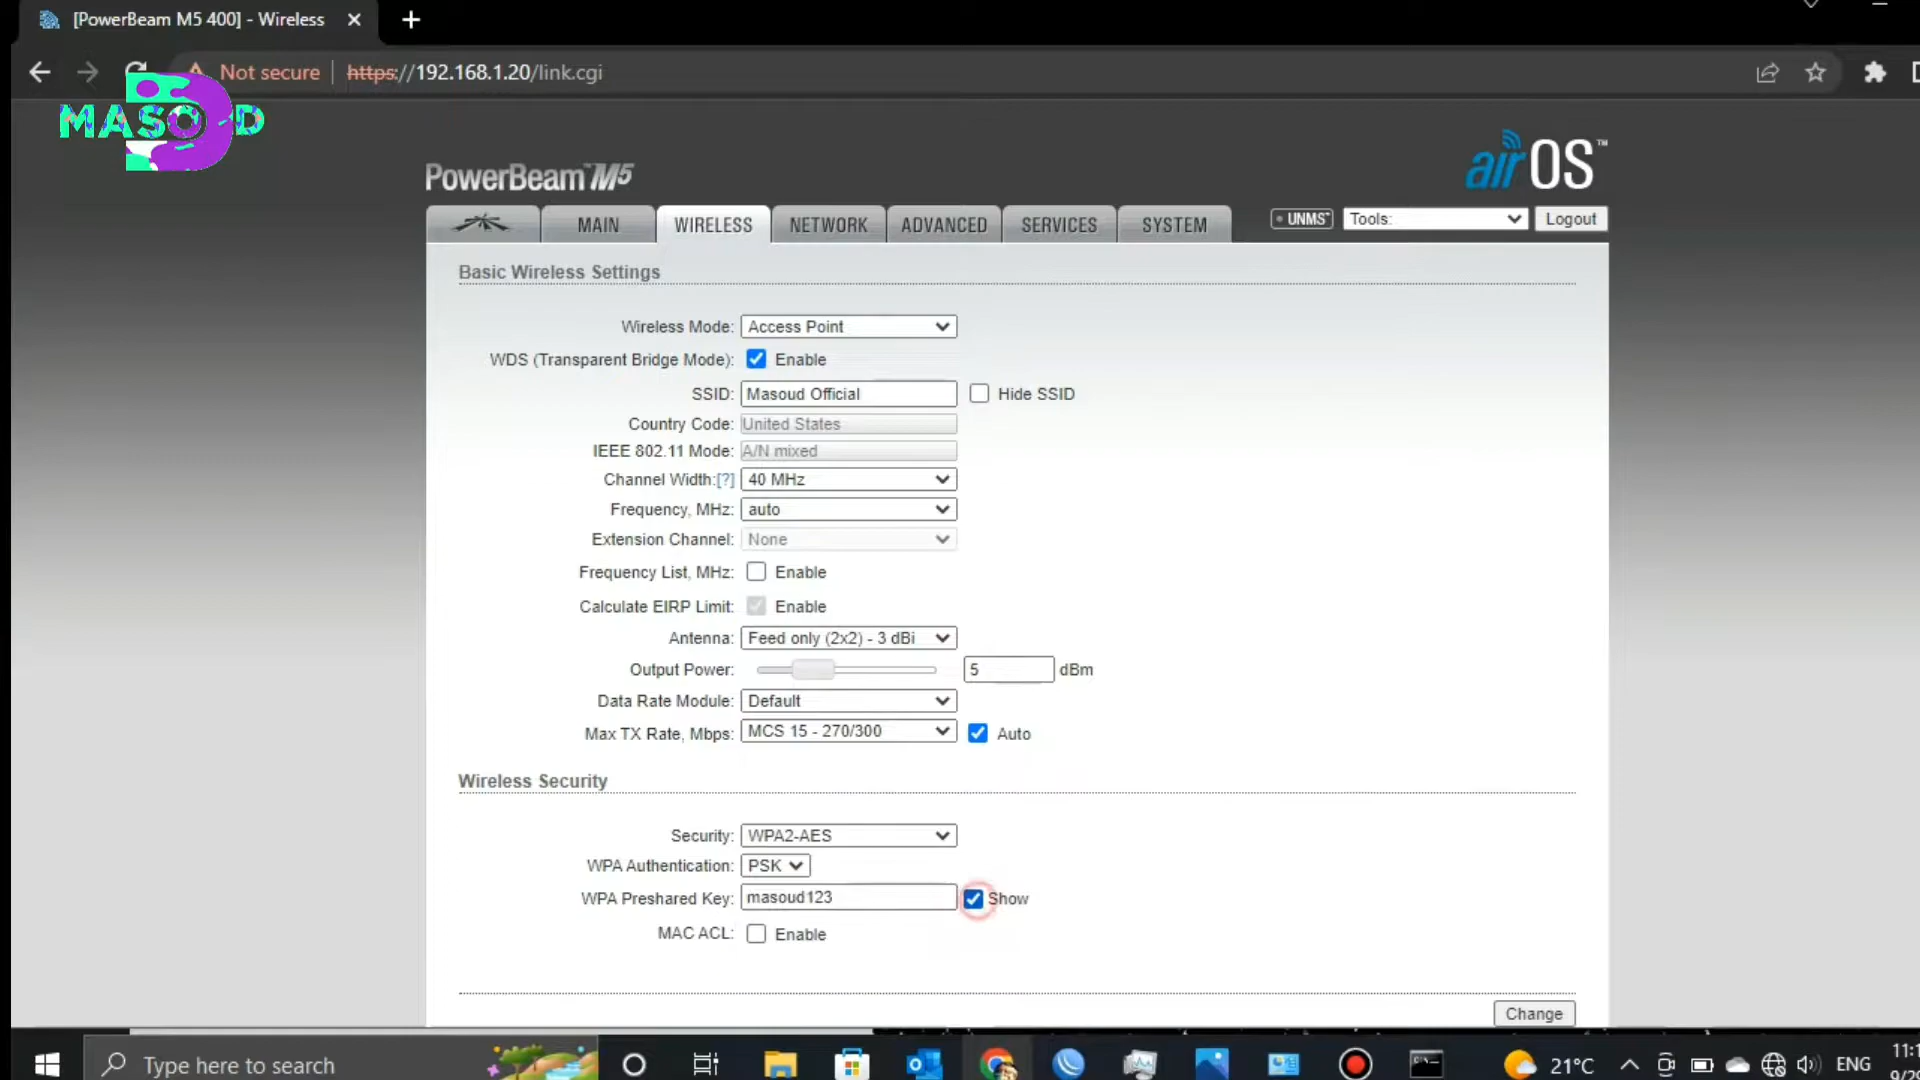 [PowerBeam M5 400] - Wireless
Not secure https://192.168.1.20/link.cgi
MASOD
PowerBeam™ M5
airOS™
MAIN WIRELESS NETWORK ADVANCED SERVICES SYSTEM UNMS™ Tools: Logout
Basic Wireless Settings
Wireless Mode: Access Point
WDS (Transparent Bridge Mode): Enable
SSID: Masoud Official Hide SSID
Country Code: United States
IEEE 802.11 Mode: A/N mixed
Channel Width:[?] 40 MHz
Frequency, MHz: auto
Extension Channel: None
Frequency List, MHz: Enable
Calculate EIRP Limit: Enable
Antenna: Feed only (2x2) - 3 dBi
Output Power: 5 dBm
Data Rate Module: Default
Max TX Rate, Mbps: MCS 15 - 270/300 Auto
Wireless Security
Security: WPA2-AES
WPA Authentication: PSK
WPA Preshared Key: masoud123 Show
MAC ACL: Enable
Change
Type here to search
21°C
ENG